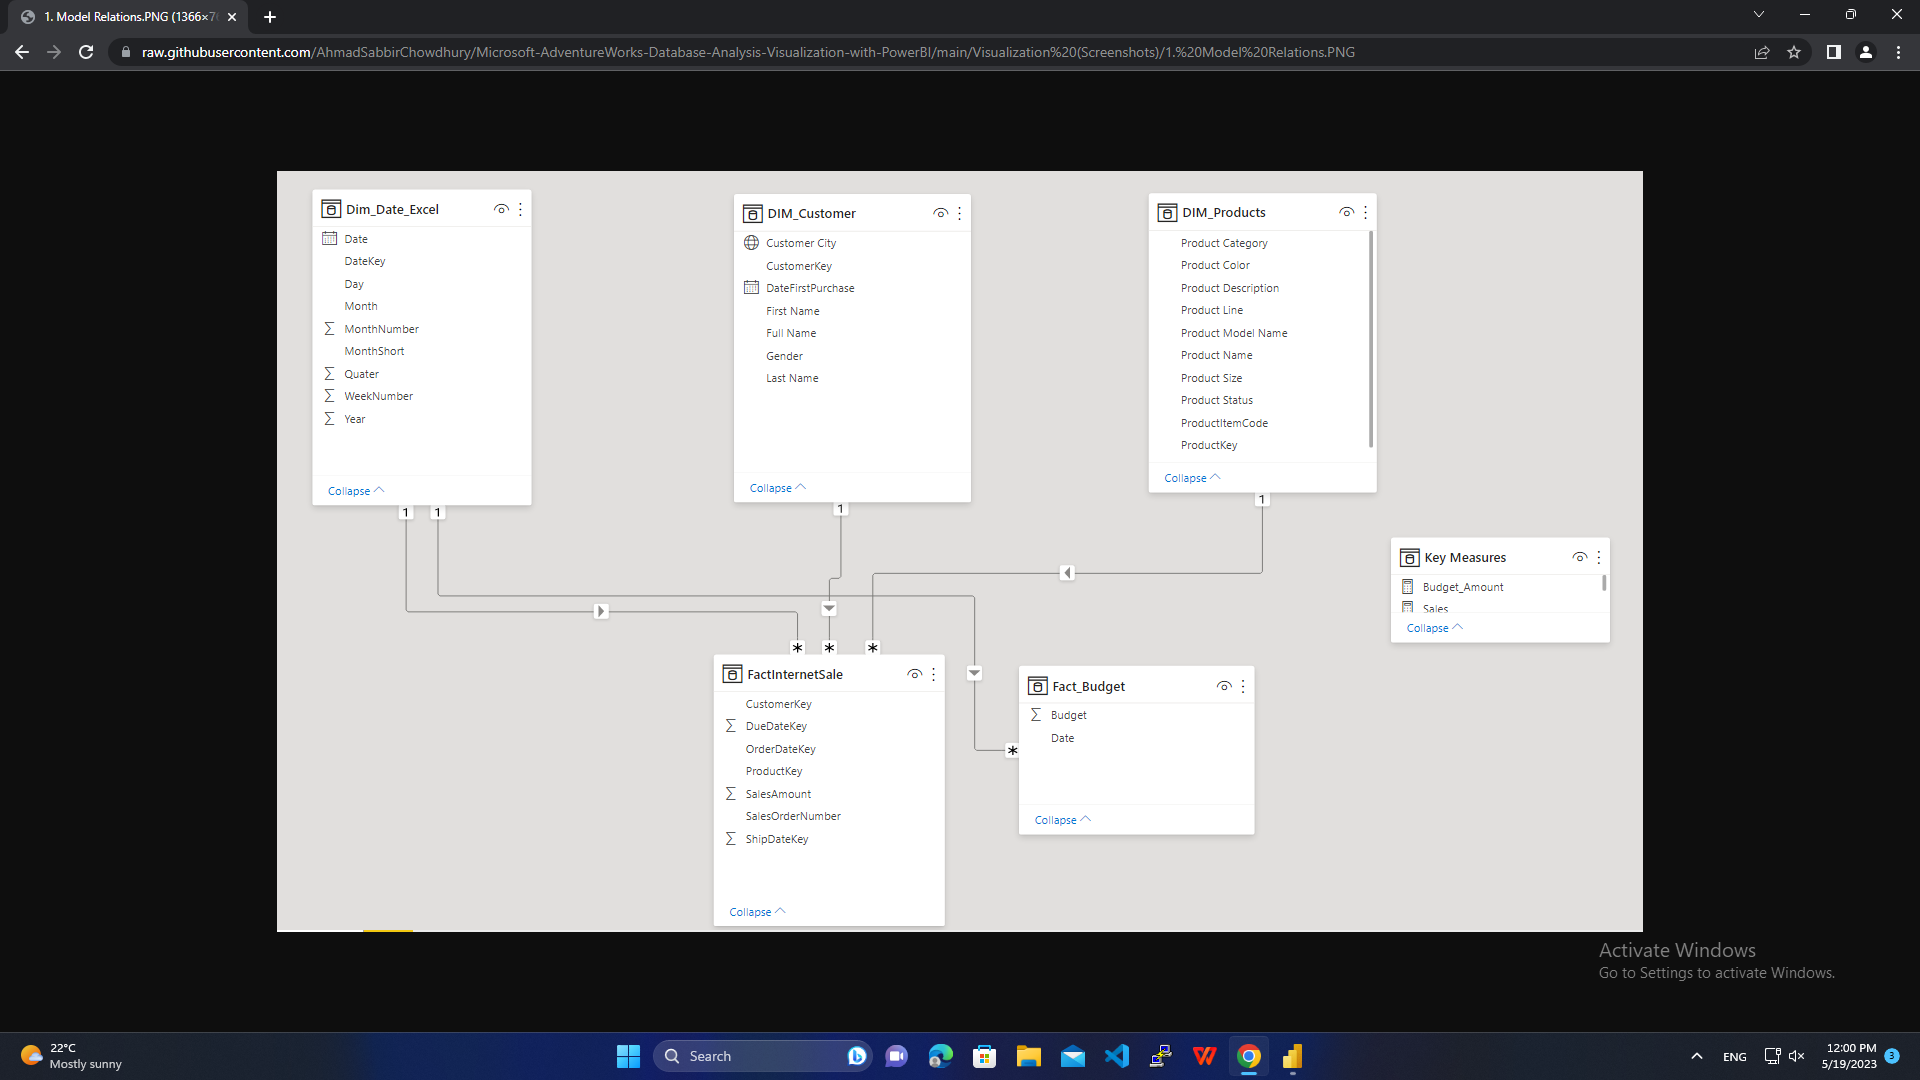 1. Model Relations.PNG (1366×76
raw.githubusercontent.com/AhmadSabbirChowdhury/Microsoft-AdventureWorks-Database-Analysis-Visualization-with-PowerBI/main/Visualization%20(Screenshots)/1.%20Model%20Relations.PNG
Dim_Date_Excel
Date
DateKey
Day
Month
MonthNumber
MonthShort
Quater
WeekNumber
Year
Collapse
1 1
DIM_Customer
Customer City
CustomerKey
DateFirstPurchase
First Name
Full Name
Gender
Last Name
Collapse
1
DIM_Products
Product Category
Product Color
Product Description
Product Line
Product Model Name
Product Name
Product Size
Product Status
ProductItemCode
ProductKey
Collapse
1
Key Measures
Budget_Amount
Sales
Collapse
* * *
FactInternetSale
CustomerKey
DueDateKey
OrderDateKey
ProductKey
SalesAmount
SalesOrderNumber
ShipDateKey
Collapse
*
Fact_Budget
Budget
Date
Collapse
Activate Windows
Go to Settings to activate Windows.
22°C
Mostly sunny
Search
ENG
12:00 PM
5/19/2023
3